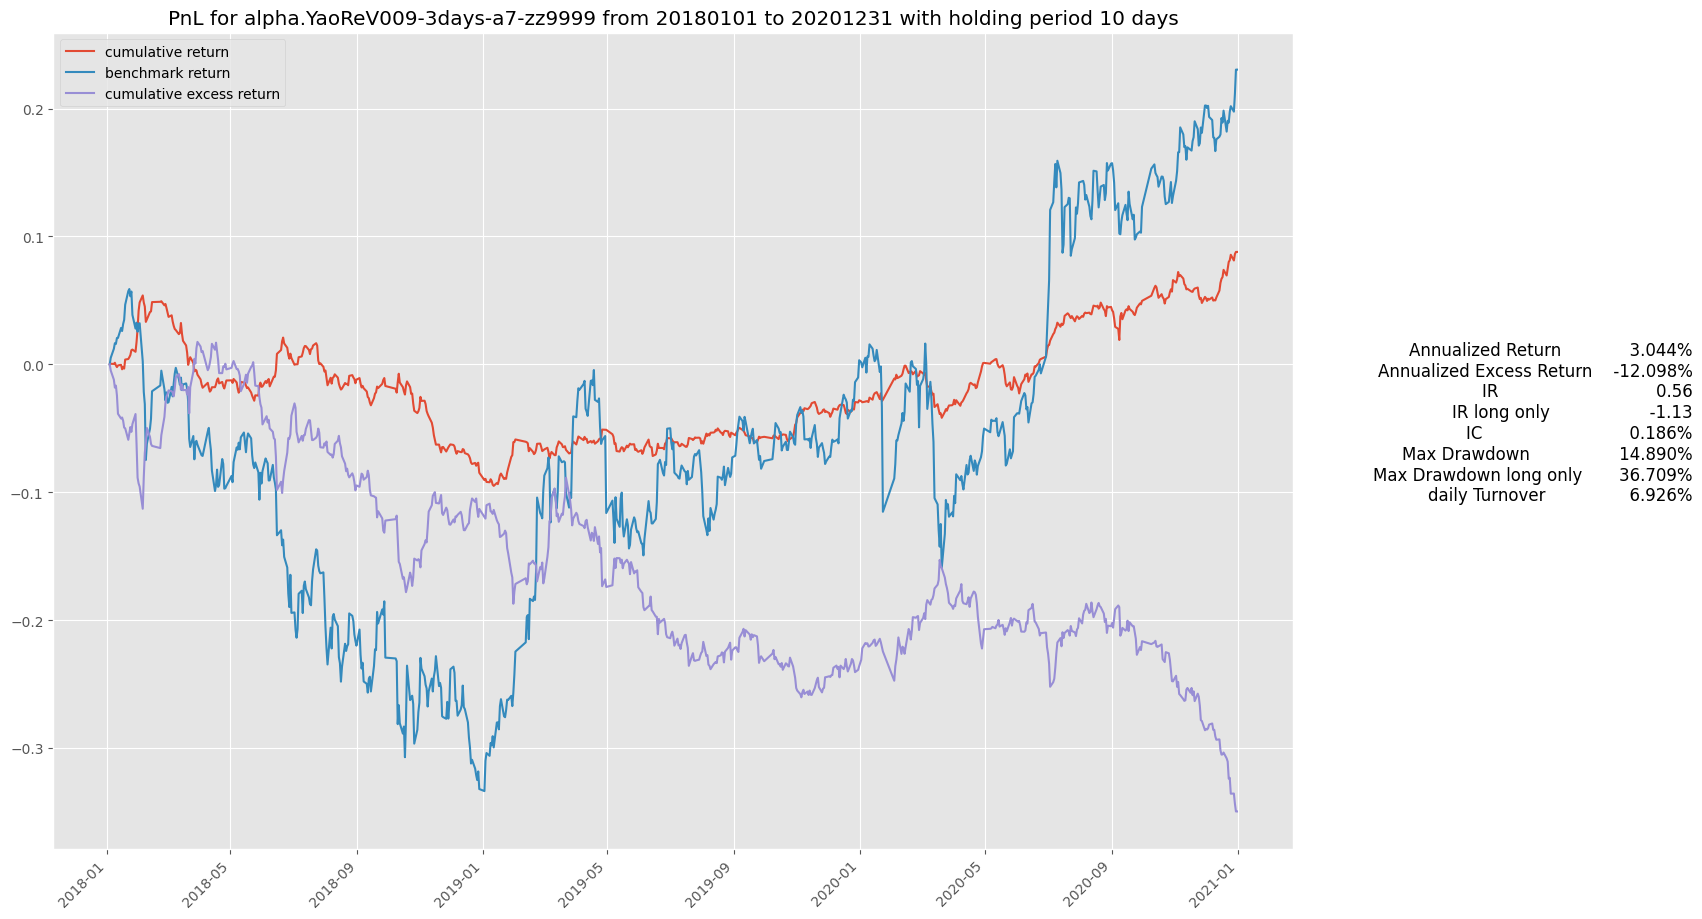 PnL for alpha.YaoReV009-3days-a7-zz9999 from 20180101 to 20201231 with holding period 10 days
cumulative return
benchmark return
cumulative excess return
0.2
0.1
0.0
−0.1
−0.2
−0.3
2018-01
2018-05
2018-09
2019-01
2019-05
2019-09
2020-01
2020-05
2020-09
2021-01
Annualized Return 3.044%
Annualized Excess Return -12.098%
IR 0.56
IR long only -1.13
IC 0.186%
Max Drawdown 14.890%
Max Drawdown long only 36.709%
daily Turnover 6.926%